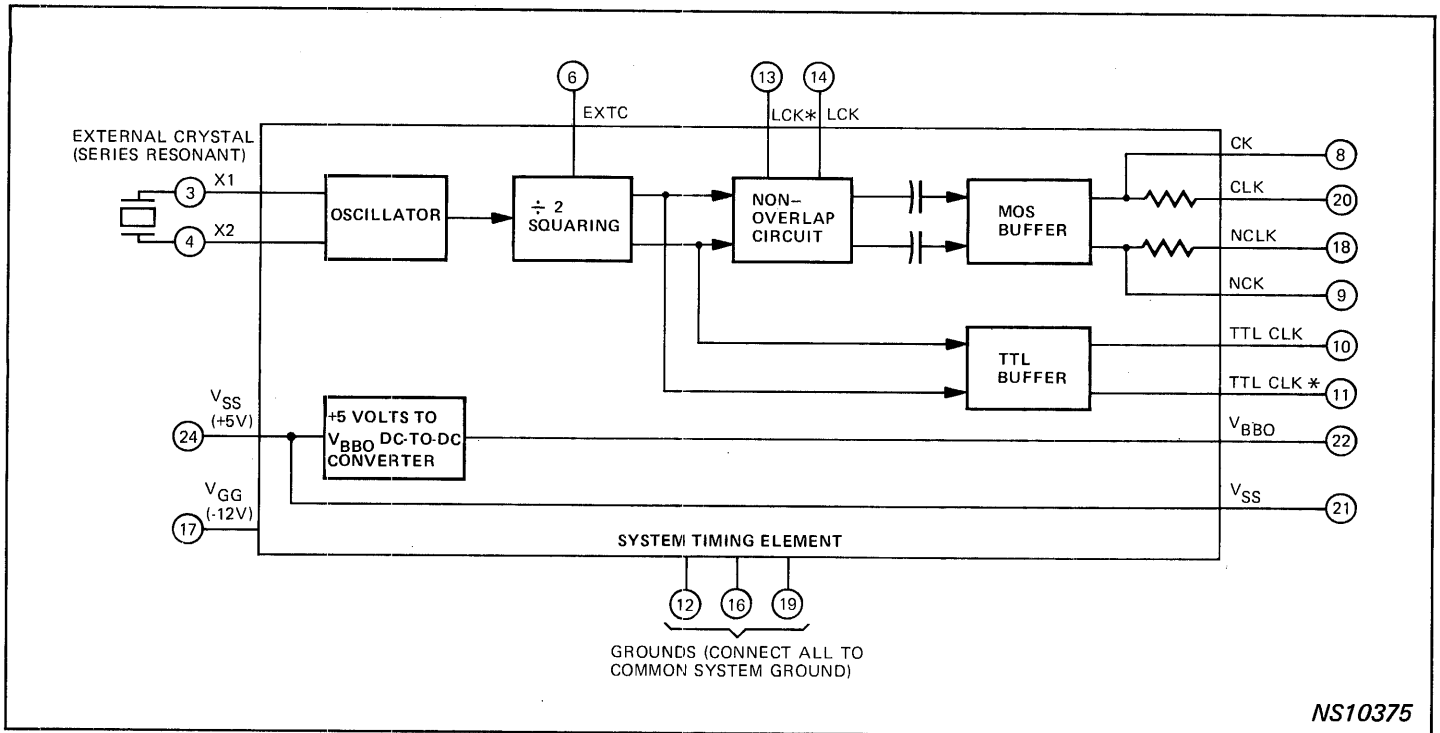 6
13
14
EXTC
LCK*
LCK
EXTERNAL CRYSTAL
(SERIES RESONANT)
3
X1
4
X2
OSCILLATOR
÷ 2
SQUARING
NON-
OVERLAP
CIRCUIT
MOS
BUFFER
CK
8
CLK
20
NCLK
18
NCK
9
TTL
BUFFER
TTL CLK
10
TTL CLK *
11
VSS
(+5V)
24
+5 VOLTS TO
VBBO DC-TO-DC
CONVERTER
VBBO
22
VGG
(-12V)
17
VSS
21
SYSTEM TIMING ELEMENT
12
16
19
GROUNDS (CONNECT ALL TO
COMMON SYSTEM GROUND)
NS10375